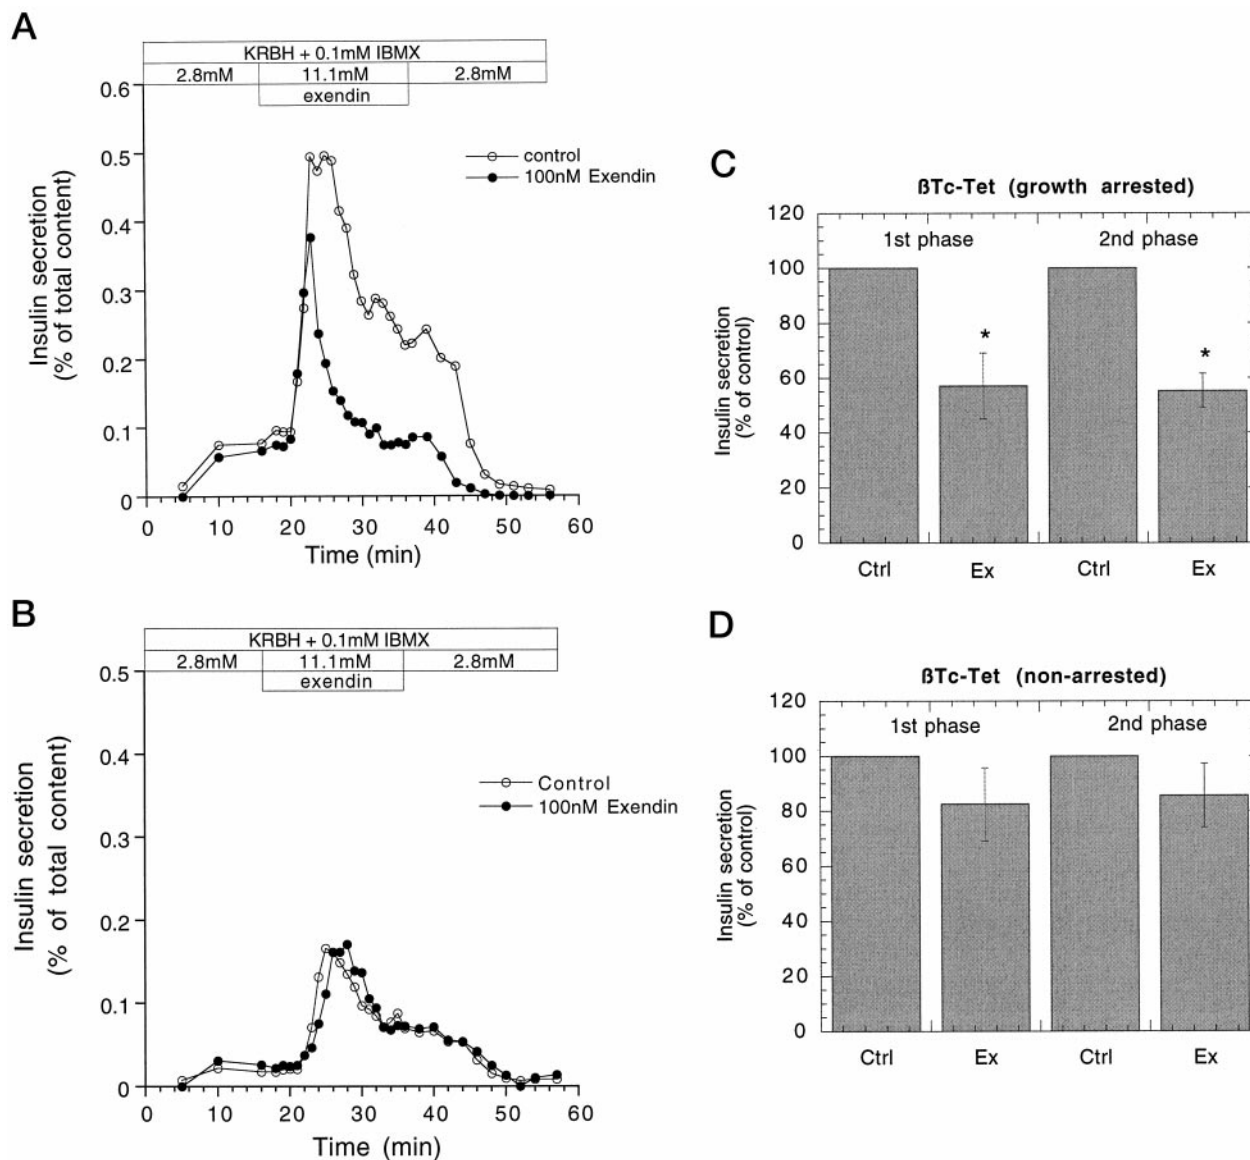 A
KRBH + 0.1mM IBMX
2.8mM 11.1mM 2.8mM
exendin
0.6
0.5
0.4
0.3
0.2
0.1
0
Insulin secretion
(% of total content)
control
100nM Exendin
0 10 20 30 40 50 60
Time (min)
B
KRBH + 0.1mM IBMX
2.8mM 11.1mM 2.8mM
exendin
0.5
0.4
0.3
0.2
0.1
0
Insulin secretion
(% of total content)
Control
100nM Exendin
0 10 20 30 40 50 60
Time (min)
C
ßTc-Tet (growth arrested)
120
100
80
60
40
20
0
Insulin secretion
(% of control)
1st phase 2nd phase
* *
Ctrl Ex Ctrl Ex
D
ßTc-Tet (non-arrested)
120
100
80
60
40
20
0
Insulin secretion
(% of control)
1st phase 2nd phase
Ctrl Ex Ctrl Ex